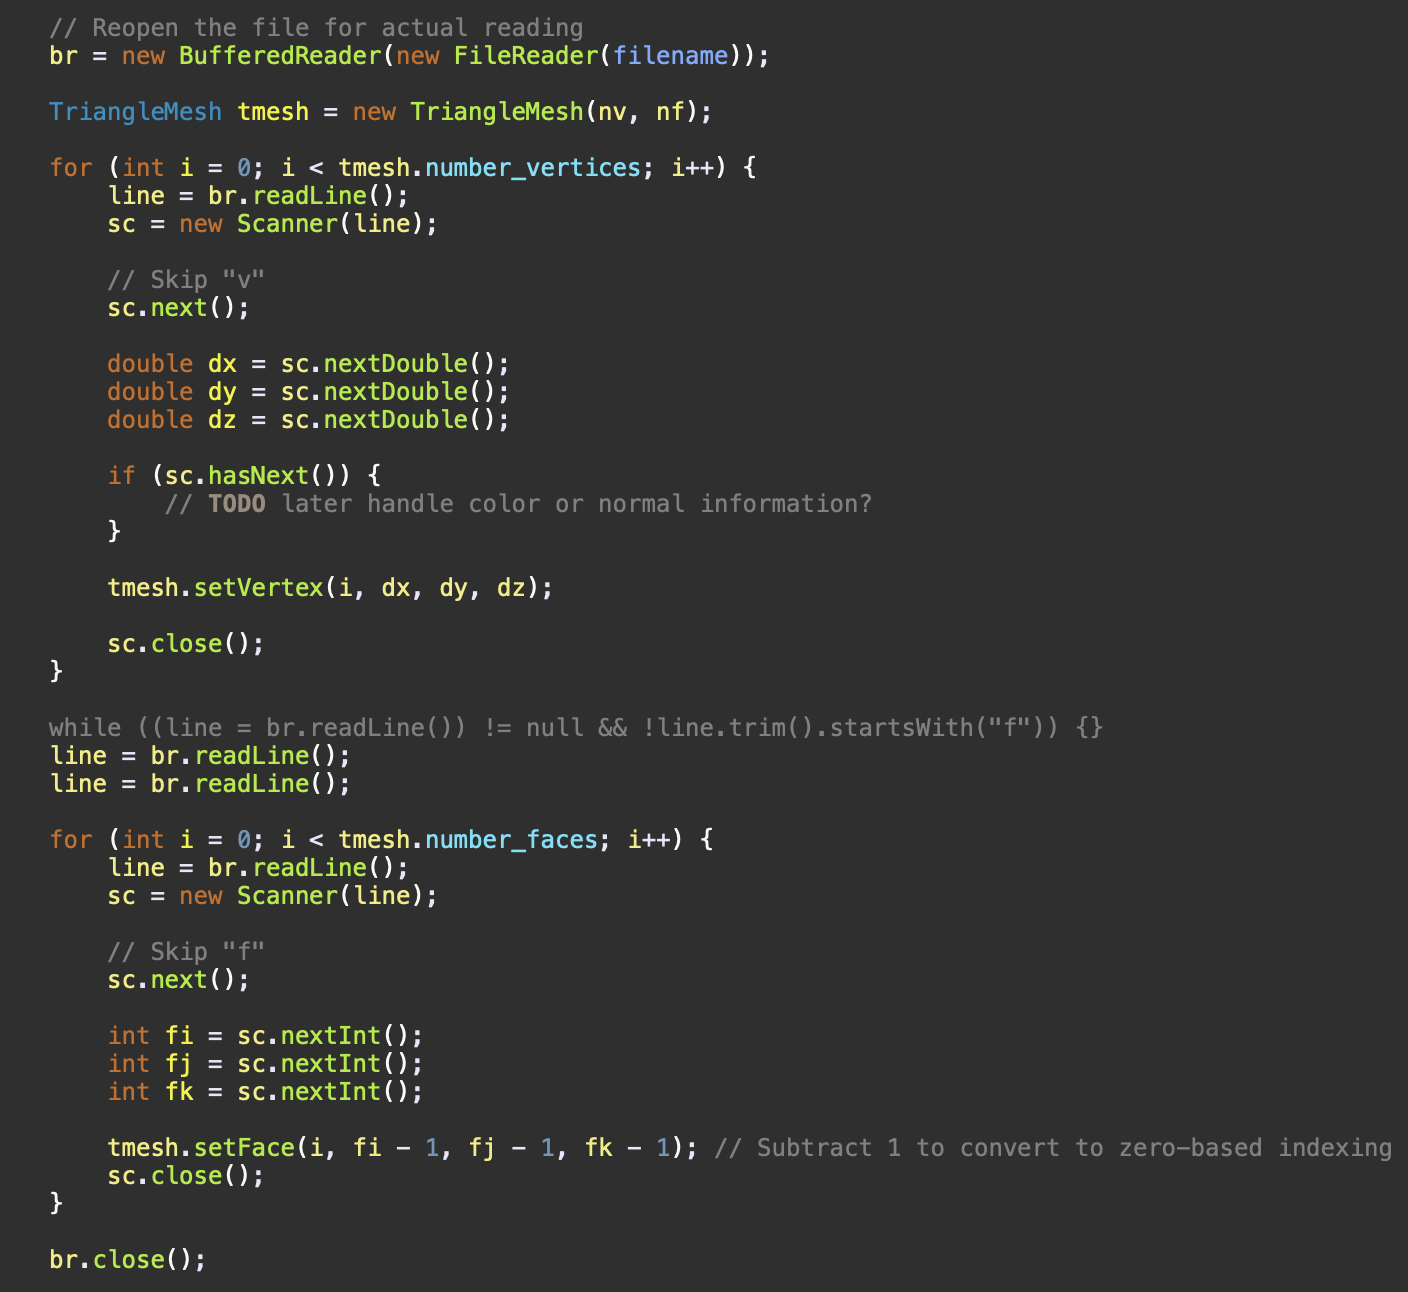 // Reopen the file for actual reading
br = new BufferedReader(new FileReader(filename));
TriangleMesh tmesh = new TriangleMesh(nv, nf);
for (int i = 0; i < tmesh.number_vertices; i++) {
line = br.readLine();
sc = new Scanner(line);
// Skip "v"
sc.next();
double dx = sc.nextDouble();
double dy = sc.nextDouble();
double dz = sc.nextDouble();
if (sc.hasNext()) {
// TODO later handle color or normal information?
}
tmesh.setVertex(i, dx, dy, dz);
sc.close();
}
while ((line = br.readLine()) != null && !line.trim().startsWith("f")) {}
line = br.readLine();
line = br.readLine();
for (int i = 0; i < tmesh.number_faces; i++) {
line = br.readLine();
sc = new Scanner(line);
// Skip "f"
sc.next();
int fi = sc.nextInt();
int fj = sc.nextInt();
int fk = sc.nextInt();
tmesh.setFace(i, fi - 1, fj - 1, fk - 1); // Subtract 1 to convert to zero-based indexing
sc.close();
}
br.close();